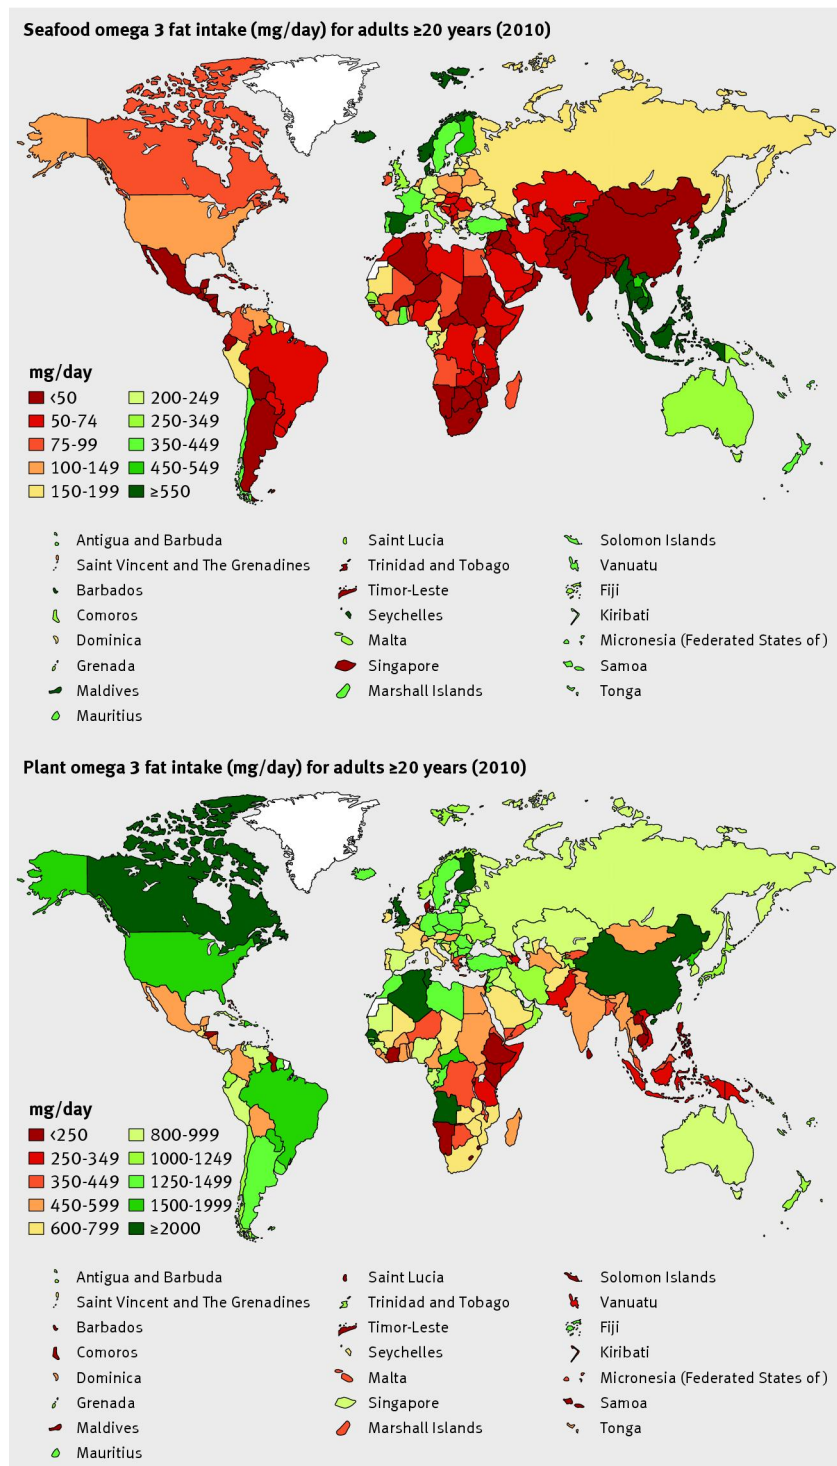 Seafood omega 3 fat intake (mg/day) for adults ≥20 years (2010)
mg/day
<50
50-74
75-99
100-149
150-199
200-249
250-349
350-449
450-549
≥550
Antigua and Barbuda
Saint Vincent and The Grenadines
Barbados
Comoros
Dominica
Grenada
Maldives
Mauritius
Saint Lucia
Trinidad and Tobago
Timor-Leste
Seychelles
Malta
Singapore
Marshall Islands
Solomon Islands
Vanuatu
Fiji
Kiribati
Micronesia (Federated States of)
Samoa
Tonga
Plant omega 3 fat intake (mg/day) for adults ≥20 years (2010)
mg/day
<250
250-349
350-449
450-599
600-799
800-999
1000-1249
1250-1499
1500-1999
≥2000
Antigua and Barbuda
Saint Vincent and The Grenadines
Barbados
Comoros
Dominica
Grenada
Maldives
Mauritius
Saint Lucia
Trinidad and Tobago
Timor-Leste
Seychelles
Malta
Singapore
Marshall Islands
Solomon Islands
Vanuatu
Fiji
Kiribati
Micronesia (Federated States of)
Samoa
Tonga